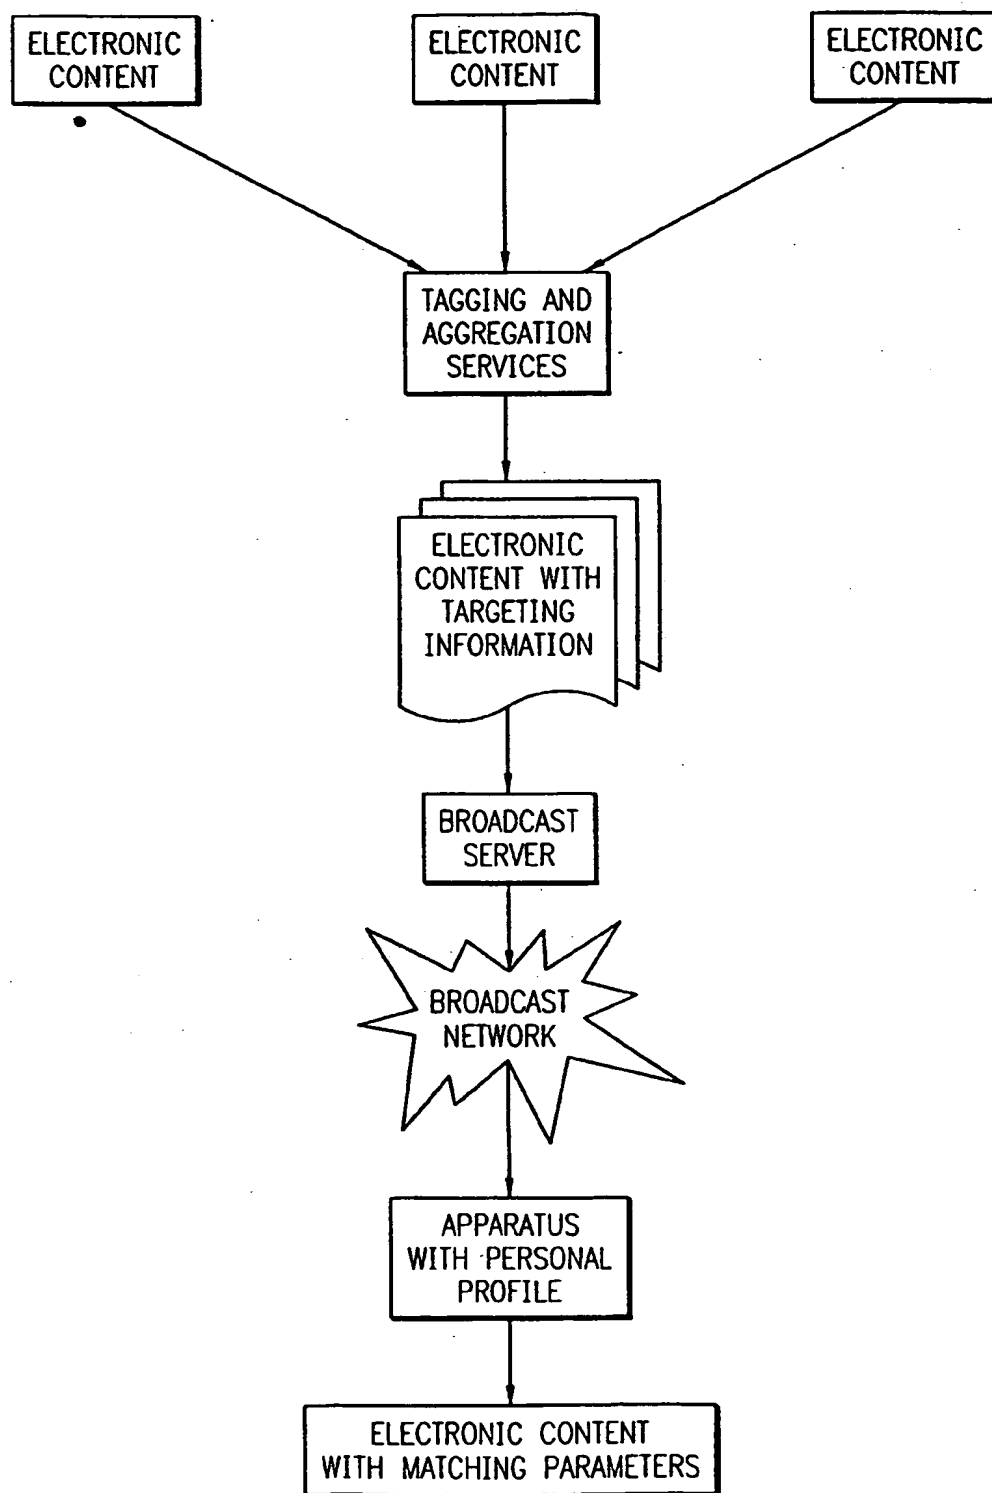 ELECTRONIC
CONTENT
ELECTRONIC
CONTENT
ELECTRONIC
CONTENT
TAGGING AND
AGGREGATION
SERVICES
ELECTRONIC
CONTENT WITH
TARGETING
INFORMATION
BROADCAST
SERVER
BROADCAST
NETWORK
APPARATUS
WITH PERSONAL
PROFILE
ELECTRONIC CONTENT
WITH MATCHING PARAMETERS